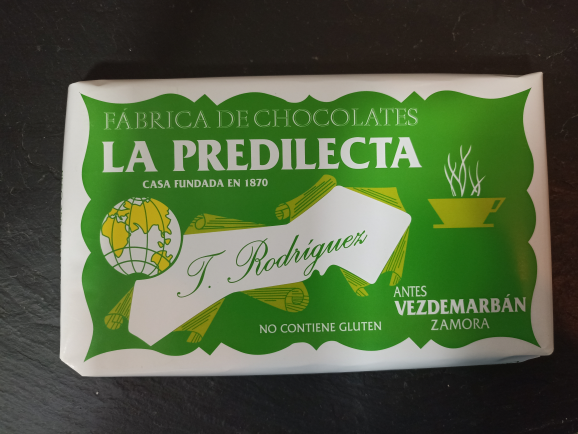 FÁBRICA DE CHOCOLATES
LA PREDILECTA
CASA FUNDADA EN 1870
T. Rodríguez
ANTES
VEZDEMARBÁN
ZAMORA
NO CONTIENE GLUTEN